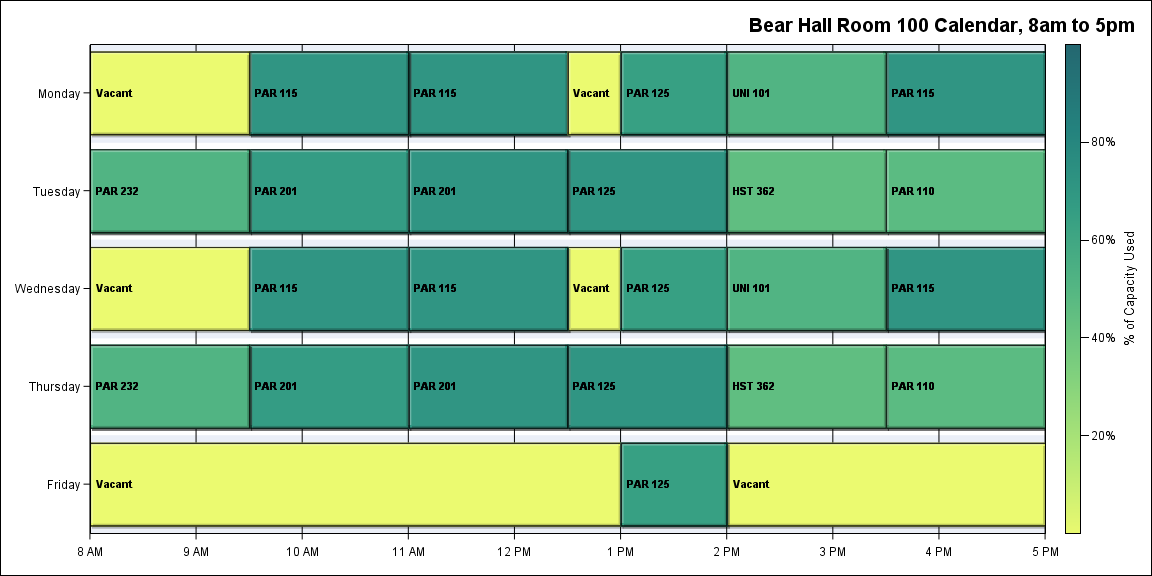 Bear Hall Room 100 Calendar, 8am to 5pm
Monday
Vacant
PAR 115
PAR 115
Vacant
PAR 125
UNI 101
PAR 115
Tuesday
PAR 232
PAR 201
PAR 201
PAR 125
HST 362
PAR 110
Wednesday
Vacant
PAR 115
PAR 115
Vacant
PAR 125
UNI 101
PAR 115
Thursday
PAR 232
PAR 201
PAR 201
PAR 125
HST 362
PAR 110
Friday
Vacant
PAR 125
Vacant
8 AM
9 AM
10 AM
11 AM
12 PM
1 PM
2 PM
3 PM
4 PM
5 PM
80%
60%
40%
20%
% of Capacity Used